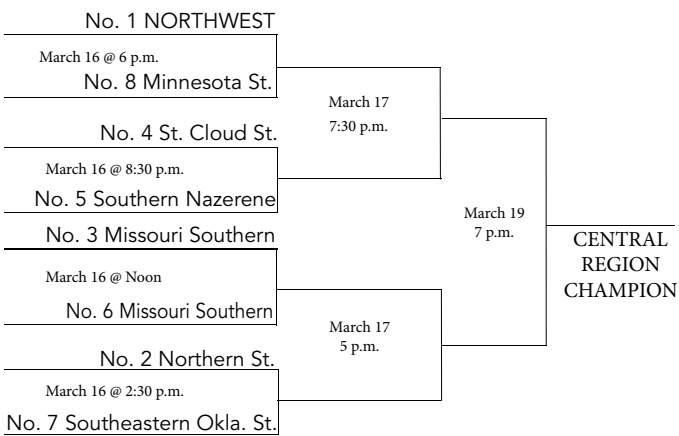 No. 1 NORTHWEST
March 16 @ 6 p.m.
No. 8 Minnesota St.
March 17
7:30 p.m.
No. 4 St. Cloud St.
March 16 @ 8:30 p.m.
No. 5 Southern Nazerene
March 19
7 p.m.
No. 3 Missouri Southern
CENTRAL
REGION
CHAMPION
March 16 @ Noon
No. 6 Missouri Southern
March 17
5 p.m.
No. 2 Northern St.
March 16 @ 2:30 p.m.
No. 7 Southeastern Okla. St.